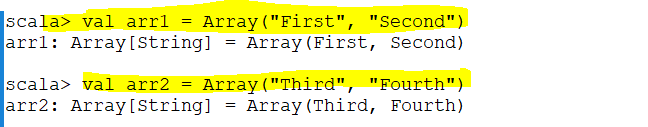 scala> val arr1 = Array("First", "Second")
arr1: Array[String] = Array(First, Second)
scala> val arr2 = Array("Third", "Fourth")
arr2: Array[String] = Array(Third, Fourth)